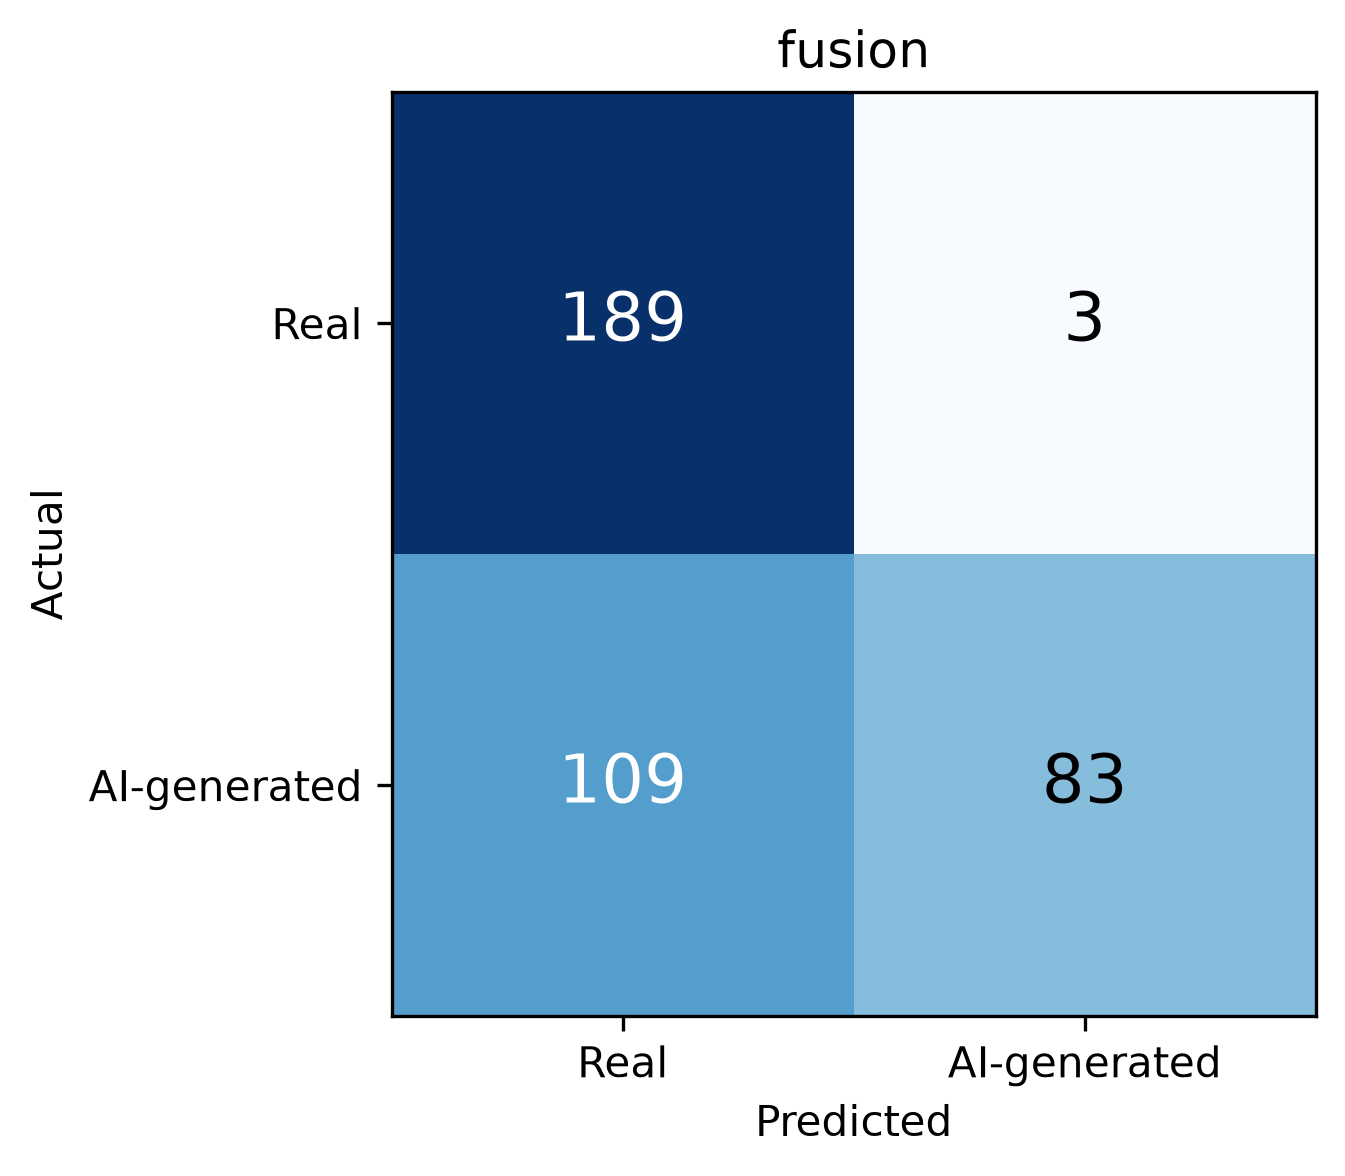 fusion
Real
189
3
Actual
AI-generated
109
83
Real
AI-generated
Predicted